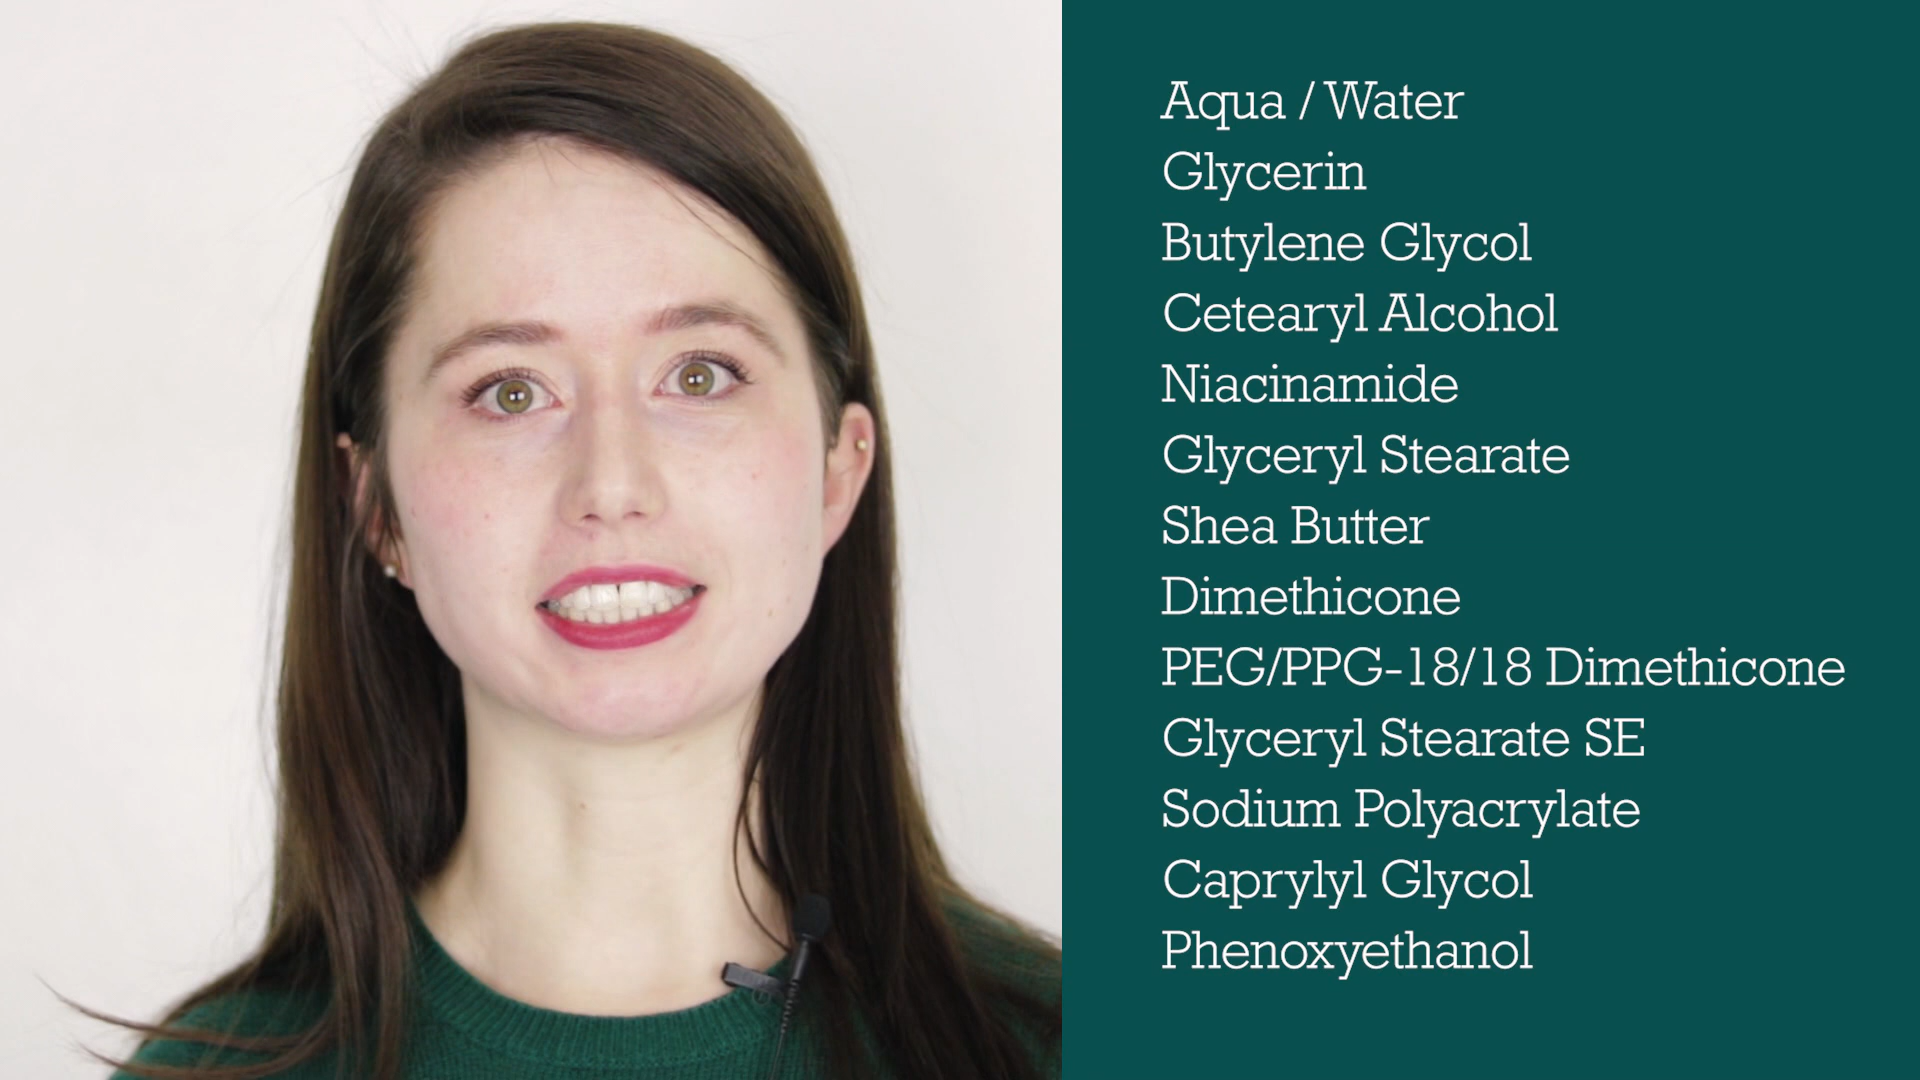 Aqua / Water
Glycerin
Butylene Glycol
Cetearyl Alcohol
Niacinamide
Glyceryl Stearate
Shea Butter
Dimethicone
PEG/PPG-18/18 Dimethicone
Glyceryl Stearate SE
Sodium Polyacrylate
Caprylyl Glycol
Phenoxyethanol